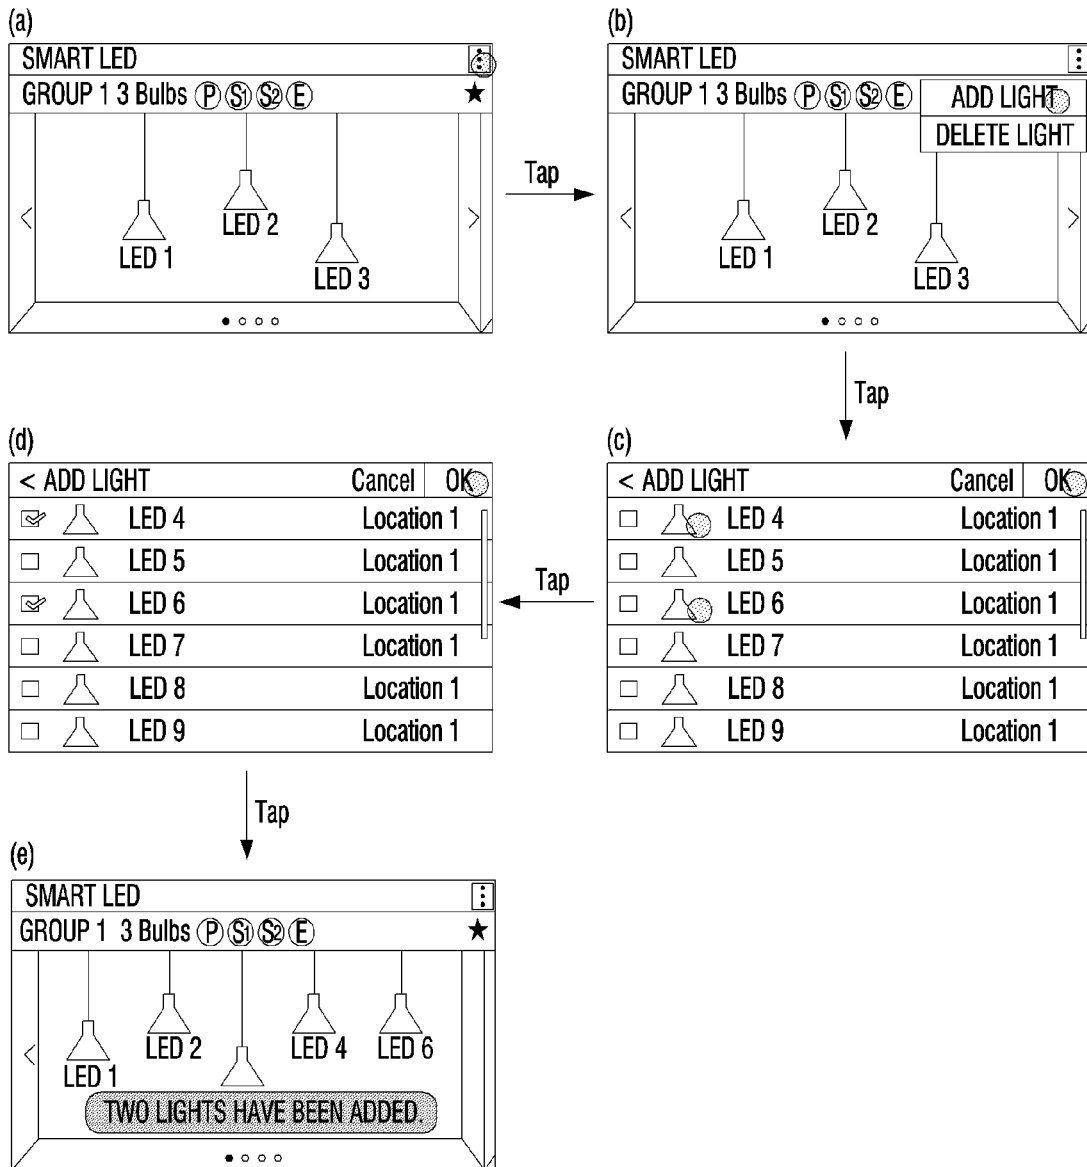 (a)
SMART LED
GROUP 1 3 Bulbs P S1 S2 E
LED 1
LED 2
LED 3
Tap
(b)
SMART LED
GROUP 1 3 Bulbs P S1 S2 E
ADD LIGHT
DELETE LIGHT
LED 1
LED 2
LED 3
Tap
(c)
< ADD LIGHT Cancel OK
LED 4 Location 1
LED 5 Location 1
LED 6 Location 1
LED 7 Location 1
LED 8 Location 1
LED 9 Location 1
Tap
(d)
< ADD LIGHT Cancel OK
LED 4 Location 1
LED 5 Location 1
LED 6 Location 1
LED 7 Location 1
LED 8 Location 1
LED 9 Location 1
Tap
(e)
SMART LED
GROUP 1 3 Bulbs P S1 S2 E
LED 1
LED 2
LED 4
LED 6
TWO LIGHTS HAVE BEEN ADDED.